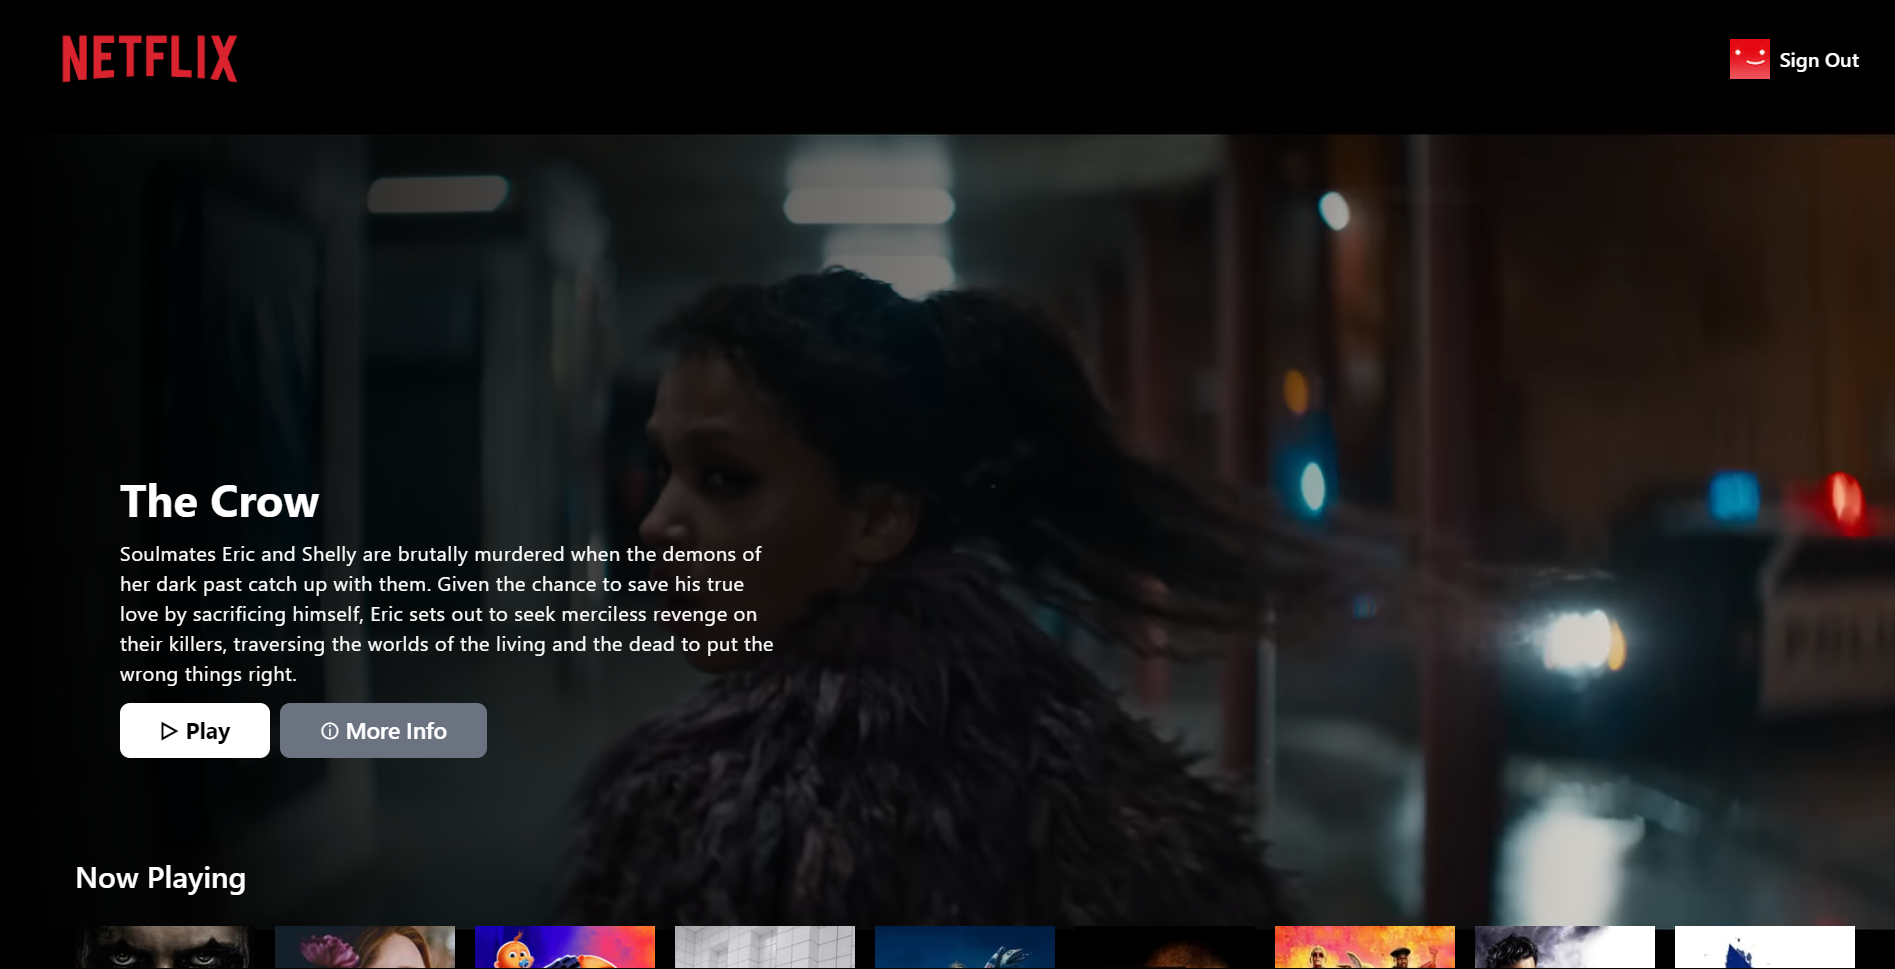 NETFLIX
Sign Out
The Crow
Soulmates Eric and Shelly are brutally murdered when the demons of
her dark past catch up with them. Given the chance to save his true
love by sacrificing himself, Eric sets out to seek merciless revenge on
their killers, traversing the worlds of the living and the dead to put the
wrong things right.
Play
More Info
Now Playing